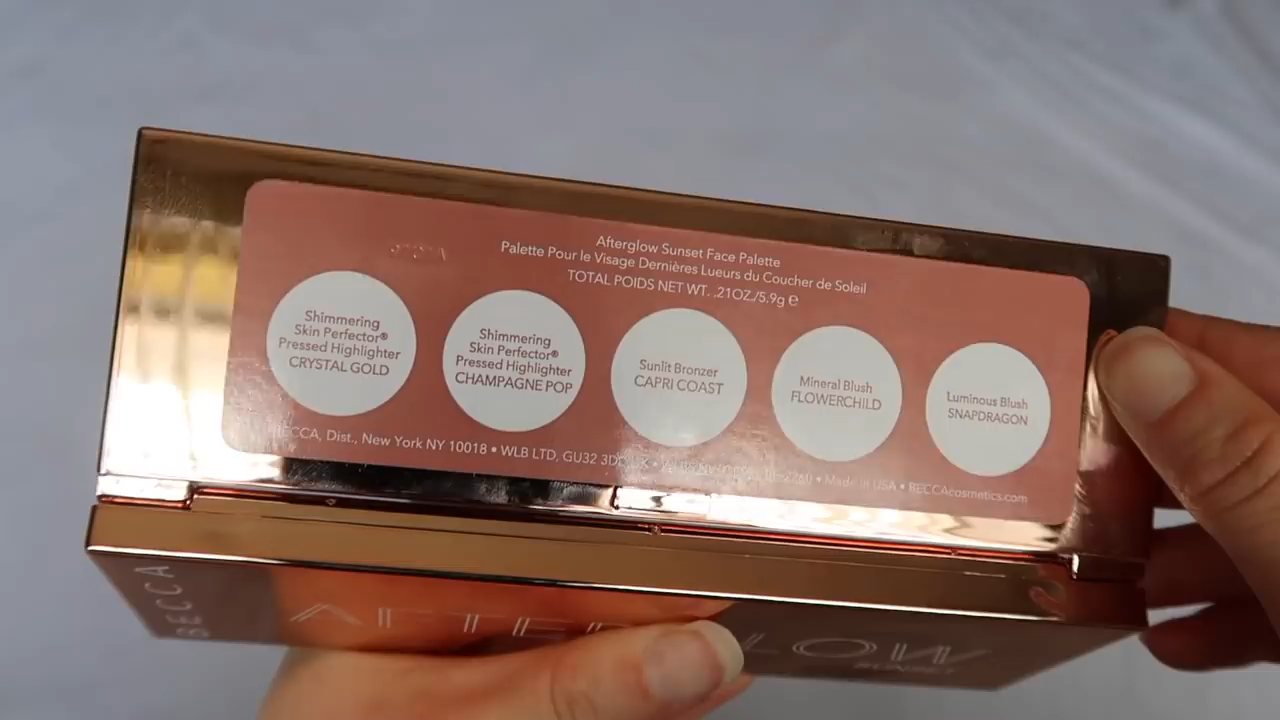 Afterglow Sunset Face Palette
Palette Pour le Visage Dernières Lueurs du Coucher de Soleil
TOTAL POIDS NET WT. .21OZ./5.9g ℮
Shimmering
Skin Perfector®
Pressed Highlighter
CRYSTAL GOLD
Shimmering
Skin Perfector®
Pressed Highlighter
CHAMPAGNE POP
Sunlit Bronzer
CAPRI COAST
Mineral Blush
FLOWERCHILD
Luminous Blush
SNAPDRAGON
BECCA, Dist., New York NY 10018 • WLB LTD, GU32 • Made in USA • BECCAcosmetics.com
BECCA
AFTERGLOW
SUNSET